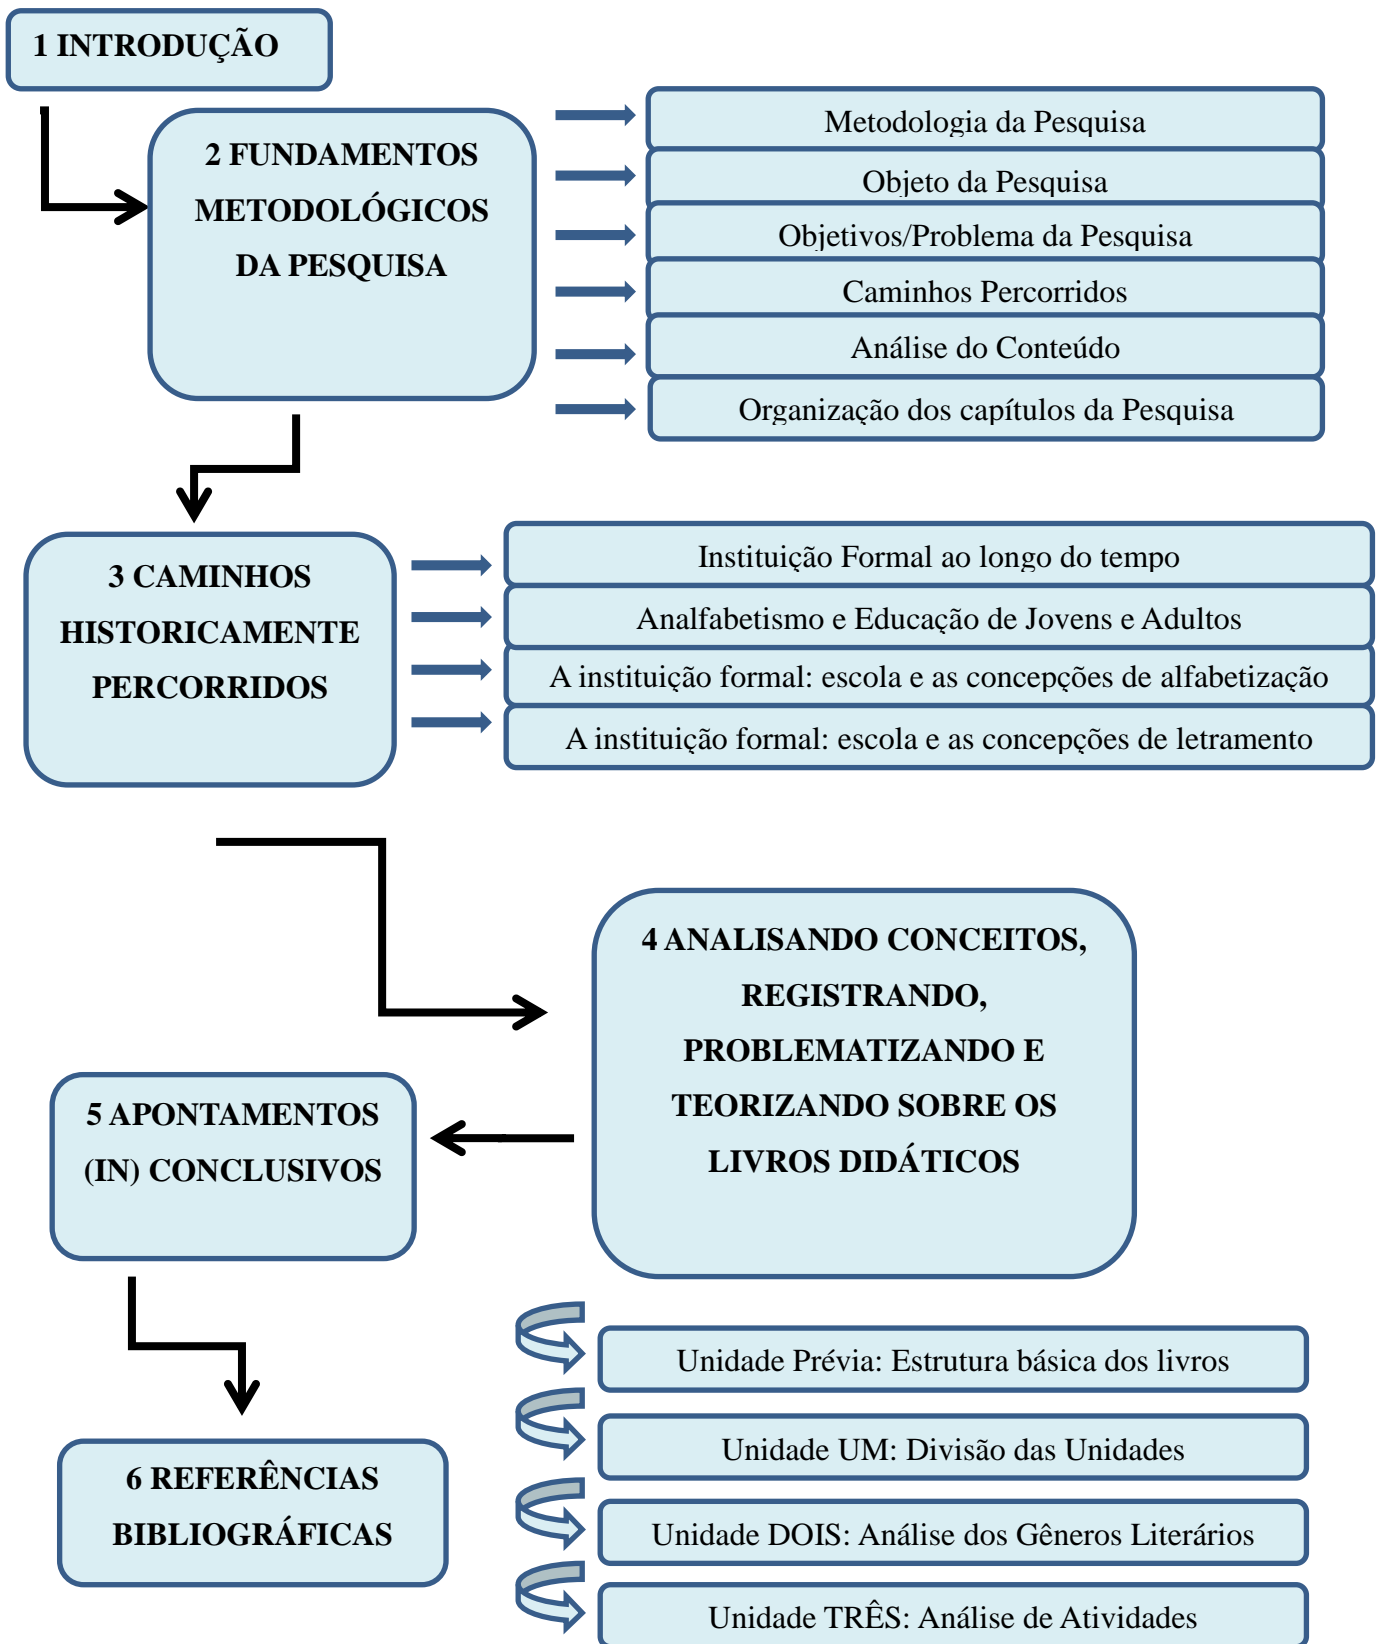 1 INTRODUÇÃO
2 FUNDAMENTOS
METODOLÓGICOS
DA PESQUISA
Metodologia da Pesquisa
Objeto da Pesquisa
Objetivos/Problema da Pesquisa
Caminhos Percorridos
Análise do Conteúdo
Organização dos capítulos da Pesquisa
3 CAMINHOS
HISTORICAMENTE
PERCORRIDOS
Instituição Formal ao longo do tempo
Analfabetismo e Educação de Jovens e Adultos
A instituição formal: escola e as concepções de alfabetização
A instituição formal: escola e as concepções de letramento
4 ANALISANDO CONCEITOS,
REGISTRANDO,
PROBLEMATIZANDO E
TEORIZANDO SOBRE OS
LIVROS DIDÁTICOS
Unidade Prévia: Estrutura básica dos livros
Unidade UM: Divisão das Unidades
Unidade DOIS: Análise dos Gêneros Literários
Unidade TRÊS: Análise de Atividades
5 APONTAMENTOS
(IN) CONCLUSIVOS
6 REFERÊNCIAS
BIBLIOGRÁFICAS